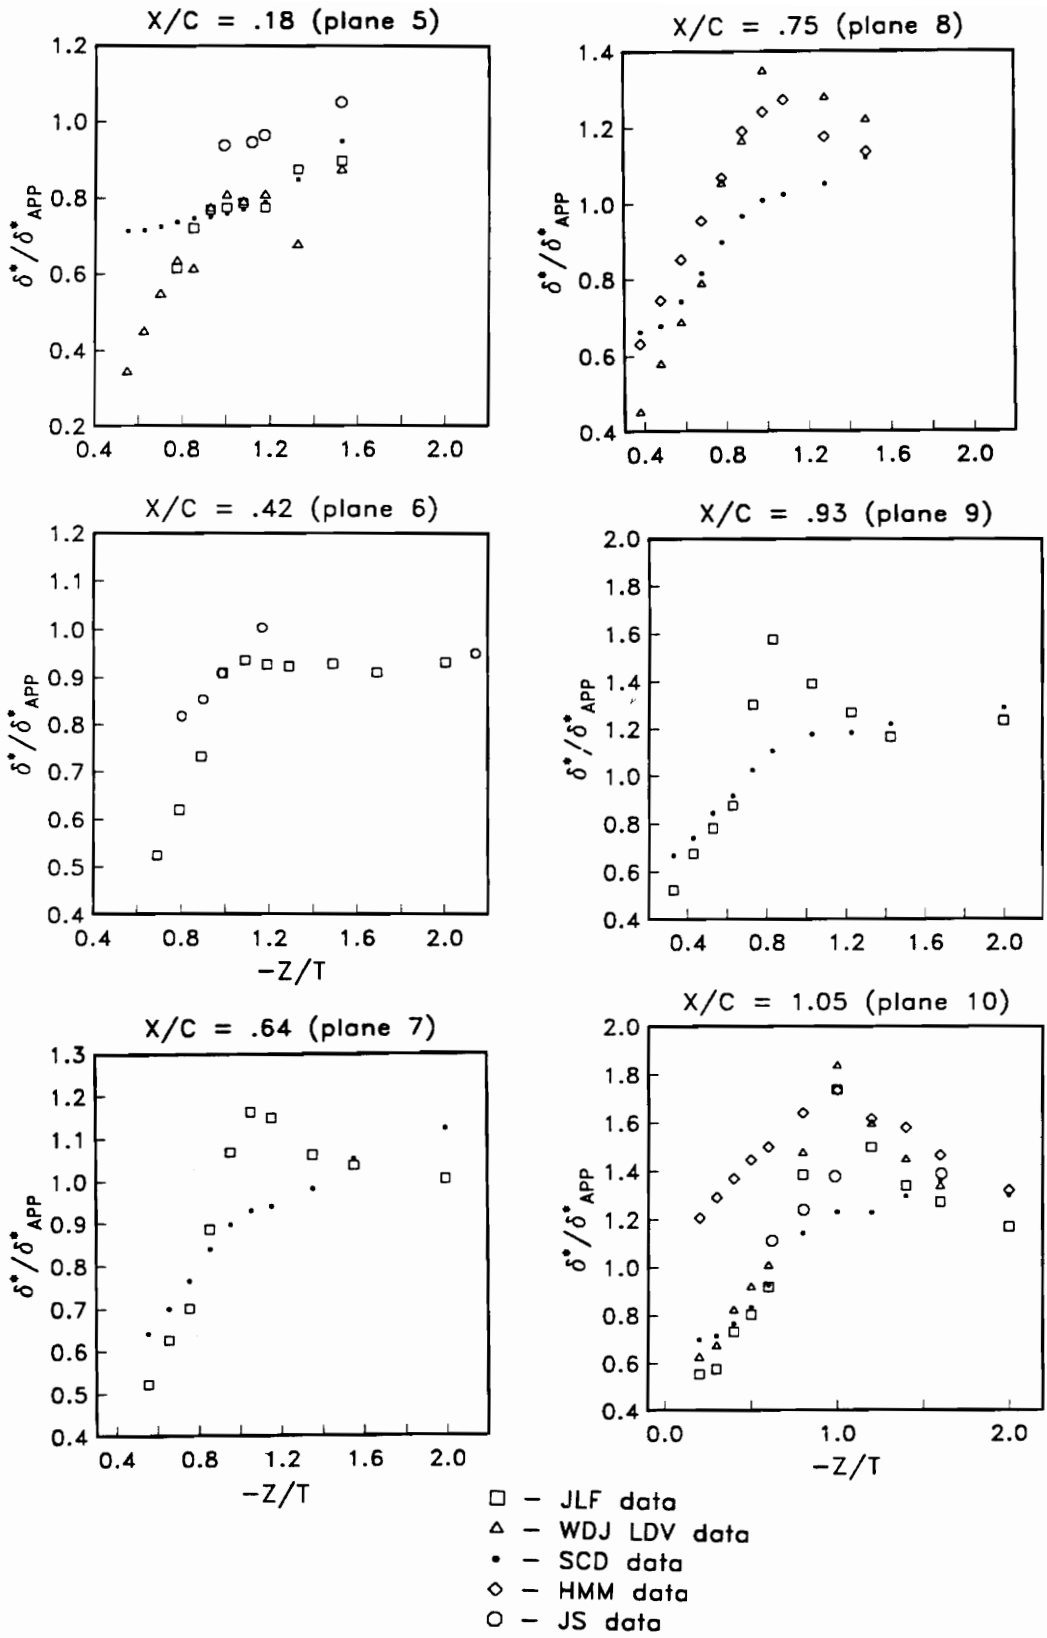 X/C = .18 (plane 5)
1.2
1.0
0.8
0.6
0.4
0.2
δ*/δ*APP
0.4 0.8 1.2 1.6 2.0
X/C = .42 (plane 6)
1.2
1.1
1.0
0.9
0.8
0.7
0.6
0.5
0.4
δ*/δ*APP
0.4 0.8 1.2 1.6 2.0
-Z/T
X/C = .64 (plane 7)
1.3
1.2
1.1
1.0
0.9
0.8
0.7
0.6
0.5
0.4
δ*/δ*APP
0.4 0.8 1.2 1.6 2.0
-Z/T
X/C = .75 (plane 8)
1.4
1.2
1.0
0.8
0.6
0.4
δ*/δ*APP
0.4 0.8 1.2 1.6 2.0
X/C = .93 (plane 9)
2.0
1.8
1.6
1.4
1.2
1.0
0.8
0.6
0.4
δ*/δ*APP
0.4 0.8 1.2 1.6 2.0
X/C = 1.05 (plane 10)
2.0
1.8
1.6
1.4
1.2
1.0
0.8
0.6
0.4
δ*/δ*APP
0.0 1.0 2.0
-Z/T
□ – JLF data
△ – WDJ LDV data
• – SCD data
◇ – HMM data
○ – JS data